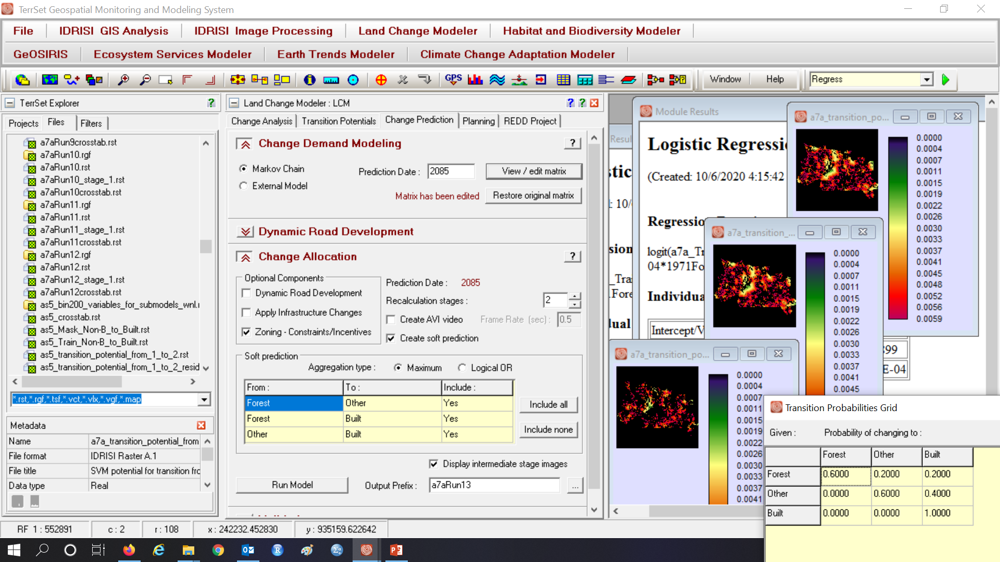 TerrSet Geospatial Monitoring and Modeling System
File IDRISI GIS Analysis IDRISI Image Processing Land Change Modeler Habitat and Biodiversity Modeler
GeOSIRIS Ecosystem Services Modeler Earth Trends Modeler Climate Change Adaptation Modeler
GPS Window Help Regress
TerrSet Explorer ?
Projects Files Filters
a7aRun9crosstab.rst
a7aRun10.rgf
a7aRun10.rst
a7aRun10_stage_1.rst
a7aRun10crosstab.rst
a7aRun11.rgf
a7aRun11.rst
a7aRun11_stage_1.rst
a7aRun11crosstab.rst
a7aRun12.rgf
a7aRun12.rst
a7aRun12_stage_1.rst
a7aRun12crosstab.rst
as5_bin200_variables_for_submodels_wnl.r
as5_crosstab.rst
as5_Mask_Non-B_to_Built.rst
as5_Train_Non-B_to_Built.rst
as5_transition_potential_from_1_to_2.rst
as5_transition_potential_from_1_to_2_resid
*.rst,*.rgf,*.tsf,*.vct,*.vlx,*.vgf,*.map
Metadata
Name a7a_transition_potential_from
File format IDRISI Raster A.1
File title SVM potential for transition fro
Data type Real
Land Change Modeler : LCM ? ?
Change Analysis Transition Potentials Change Prediction Planning REDD Project
Change Demand Modeling ?
Markov Chain Prediction Date : 2085 View / edit matrix
External Model
Matrix has been edited Restore original matrix
Dynamic Road Development
Change Allocation ?
Optional Components
Dynamic Road Development
Apply Infrastructure Changes
Zoning - Constraints/Incentives
Prediction Date : 2085
Recalculation stages : 2
Create AVI video Frame Rate (sec) : 0.5
Create soft prediction
Soft prediction
Aggregation type : Maximum Logical OR
From : To : Include :
Forest Other Yes
Forest Built Yes
Other Built Yes
Include all
Include none
Display intermediate stage images
Run Model Output Prefix : a7aRun13 ...
Module Results
Resul
Logistic Regressi
stic
(Created: 10/6/2020 4:15:42
: 10/
Regressio
sion
logit(a7a_Tr
04*1971Fo
_Tra
.Fore
Individua
dual
Intercept/V
899
E-04
a7a_transition_po...
0.0000
0.0004
0.0007
0.0011
0.0015
0.0019
0.0022
0.0026
0.0030
0.0033
0.0037
0.0041
0.0045
0.0048
0.0052
0.0056
0.0059
a7a_transition_...
0.0000
0.0004
0.0007
0.0011
0.0015
0.0019
0.0022
0.0026
0.0030
0.0033
0.0037
0.0041
0.0045
a7a_transition_po...
0.0000
0.0004
0.0007
0.0011
0.0015
0.0019
0.0022
0.0026
0.0030
0.0033
0.0037
0.0041
Transition Probabilities Grid
Given : Probability of changing to :
Forest Other Built
Forest 0.6000 0.2000 0.2000
Other 0.0000 0.6000 0.4000
Built 0.0000 0.0000 1.0000
RF 1 : 552891 c : 2 r : 108 x : 242232.452830 y : 935159.622642